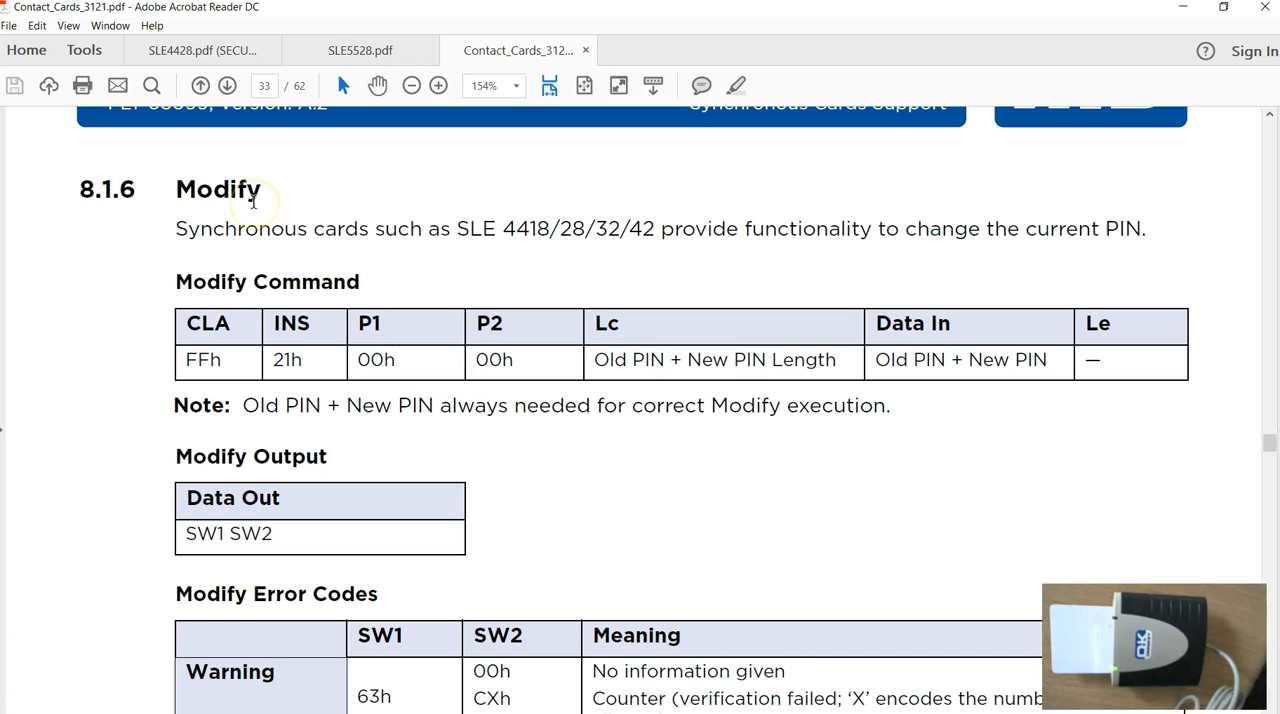 Contact_Cards_3121.pdf - Adobe Acrobat Reader DC
File Edit View Window Help
Home Tools SLE4428.pdf (SECU... SLE5528.pdf Contact_Cards_312... × ? Sign In
33 / 62 154%
Synchronous Cards Support
8.1.6 Modify
Synchronous cards such as SLE 4418/28/32/42 provide functionality to change the current PIN.
Modify Command
CLA INS P1 P2 Lc Data In Le
FFh 21h 00h 00h Old PIN + New PIN Length Old PIN + New PIN —
Note: Old PIN + New PIN always needed for correct Modify execution.
Modify Output
Data Out
SW1 SW2
Modify Error Codes
SW1 SW2 Meaning
Warning 63h 00h No information given
CXh Counter (verification failed; ‘X’ encodes the numb
OK